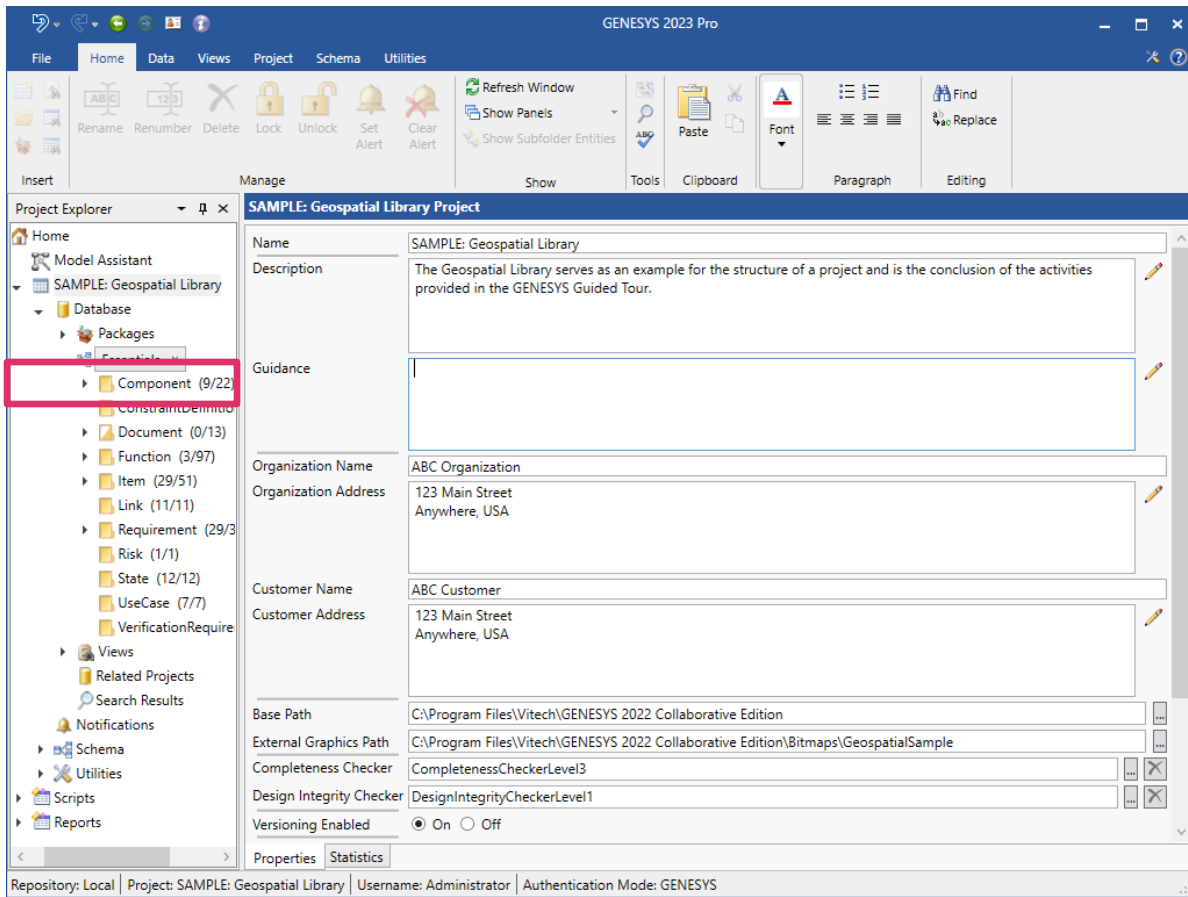 GENESYS 2023 Pro
File Home Data Views Project Schema Utilities
Rename Renumber Delete Lock Unlock Set Alert Clear Alert
Refresh Window
Show Panels
Show Subfolder Entities
Paste
Font
Find
Replace
Insert Manage Show Tools Clipboard Paragraph Editing
Project Explorer
Home
Model Assistant
SAMPLE: Geospatial Library
Database
Packages
Essentials
Component (9/22)
ConstraintDefinitio
Document (0/13)
Function (3/97)
Item (29/51)
Link (11/11)
Requirement (29/3
Risk (1/1)
State (12/12)
UseCase (7/7)
VerificationRequire
Views
Related Projects
Search Results
Notifications
Schema
Utilities
Scripts
Reports
SAMPLE: Geospatial Library Project
Name SAMPLE: Geospatial Library
Description The Geospatial Library serves as an example for the structure of a project and is the conclusion of the activities
provided in the GENESYS Guided Tour.
Guidance
Organization Name ABC Organization
Organization Address 123 Main Street
Anywhere, USA
Customer Name ABC Customer
Customer Address 123 Main Street
Anywhere, USA
Base Path C:\Program Files\Vitech\GENESYS 2022 Collaborative Edition
External Graphics Path C:\Program Files\Vitech\GENESYS 2022 Collaborative Edition\Bitmaps\GeospatialSample
Completeness Checker CompletenessCheckerLevel3
Design Integrity Checker DesignIntegrityCheckerLevel1
Versioning Enabled On Off
Properties Statistics
Repository: Local Project: SAMPLE: Geospatial Library Username: Administrator Authentication Mode: GENESYS